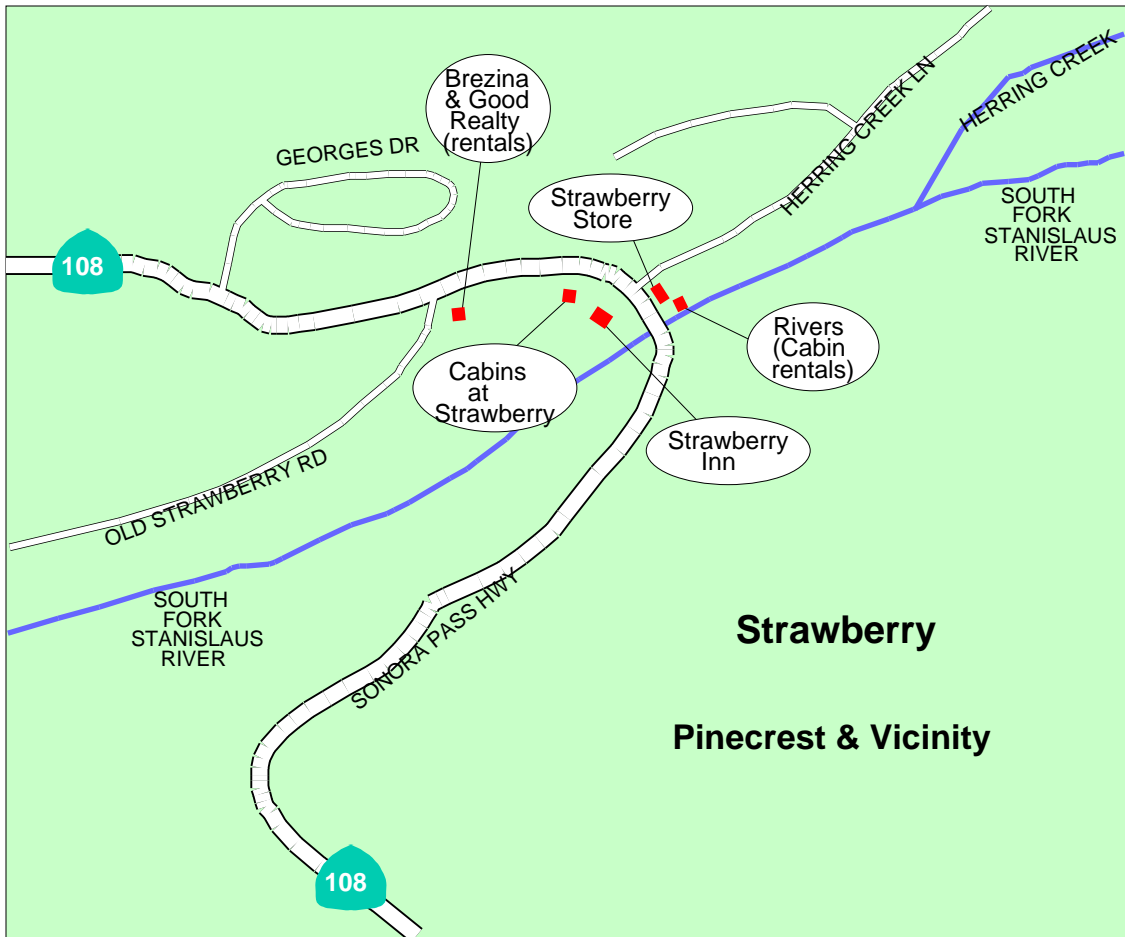 Brezina
& Good
Realty
(rentals)
HERRING CREEK
HERRING CREEK LN
GEORGES DR
Strawberry
Store
SOUTH
FORK
STANISLAUS
RIVER
108
Rivers
(Cabin
rentals)
Cabins
at
Strawberry
Strawberry
Inn
OLD STRAWBERRY RD
SOUTH
FORK
STANISLAUS
RIVER
SONORA PASS HWY
Strawberry
Pinecrest & Vicinity
108